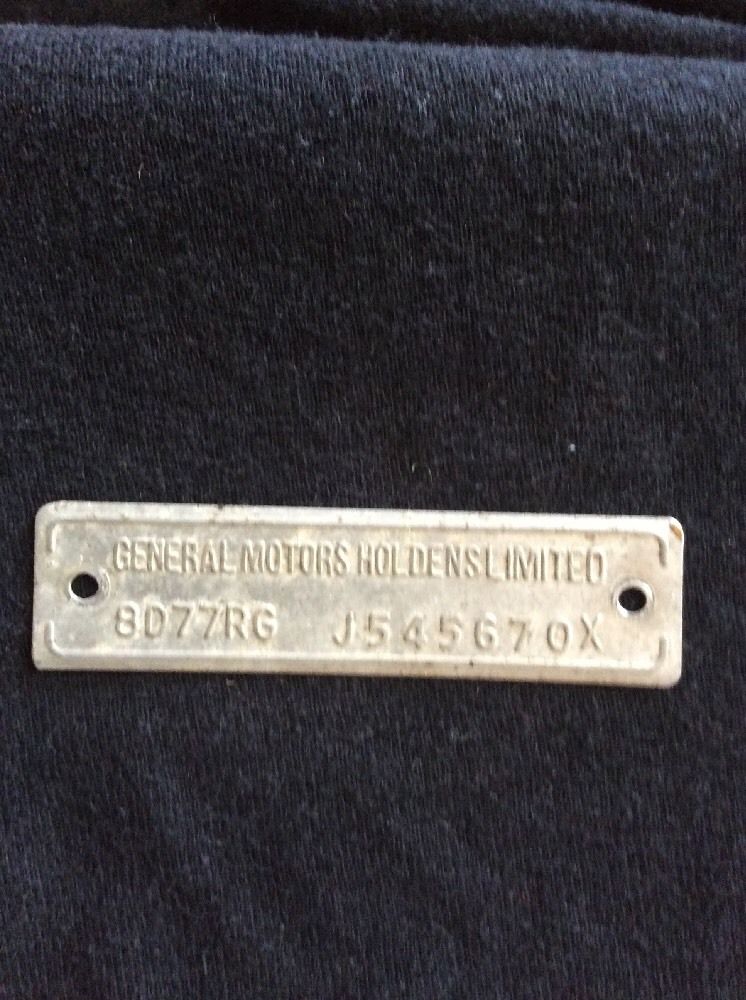 GENERAL MOTORS HOLDENS LIMITED
8D77RG J545670X